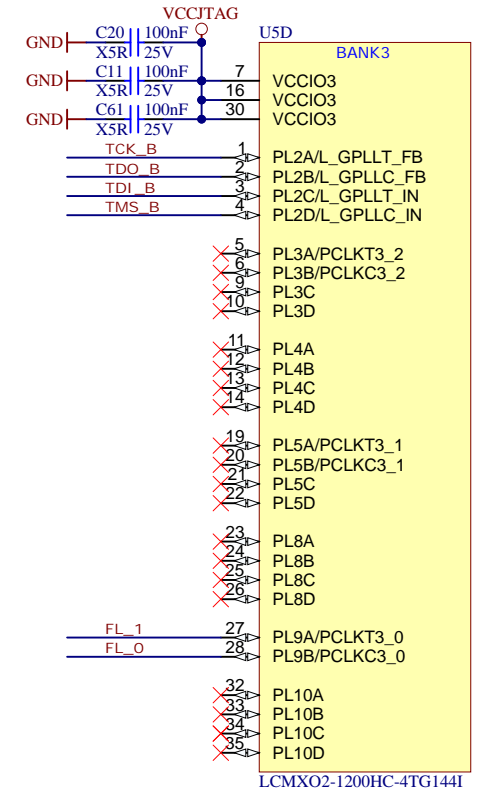 VCCJTAG
C20 100nF U5D
GND X5R 25V BANK3
C11 100nF 7 VCCIO3
GND X5R 25V 16 VCCIO3
C61 100nF 30 VCCIO3
GND X5R 25V
TCK_B 1 PL2A/L_GPLLT_FB
TDO_B 2 PL2B/L_GPLLC_FB
TDI_B 3 PL2C/L_GPLLT_IN
TMS_B 4 PL2D/L_GPLLC_IN
5 PL3A/PCLKT3_2
6 PL3B/PCLKC3_2
9 PL3C
10 PL3D
11 PL4A
12 PL4B
13 PL4C
14 PL4D
19 PL5A/PCLKT3_1
20 PL5B/PCLKC3_1
21 PL5C
22 PL5D
23 PL8A
24 PL8B
25 PL8C
26 PL8D
FL_1 27 PL9A/PCLKT3_0
FL_0 28 PL9B/PCLKC3_0
32 PL10A
33 PL10B
34 PL10C
35 PL10D
LCMXO2-1200HC-4TG144I